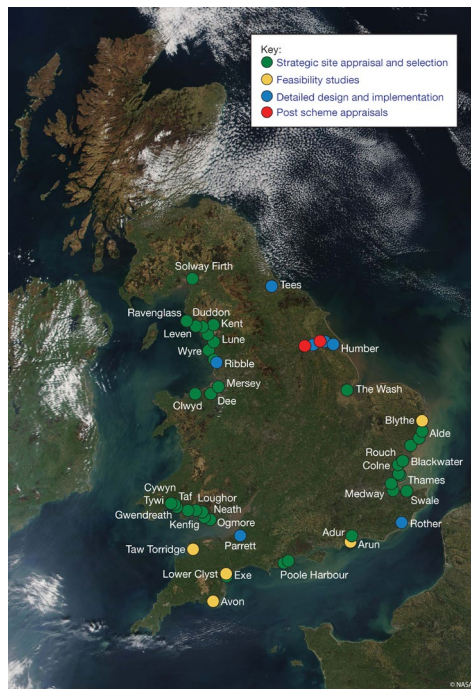 Key:
Strategic site appraisal and selection
Feasibility studies
Detailed design and implementation
Post scheme appraisals
Solway Firth
Tees
Ravenglass
Duddon
Kent
Leven
Lune
Humber
Wyre
Ribble
Mersey
The Wash
Clwyd
Dee
Blythe
Alde
Rouch
Blackwater
Colne
Cywyn
Thames
Tywi
Taf
Loughor
Medway
Swale
Gwendreath
Neath
Kenfig
Ogmore
Rother
Adur
Parrett
Arun
Taw Torridge
Lower Clyst
Exe
Poole Harbour
Avon
© NASA